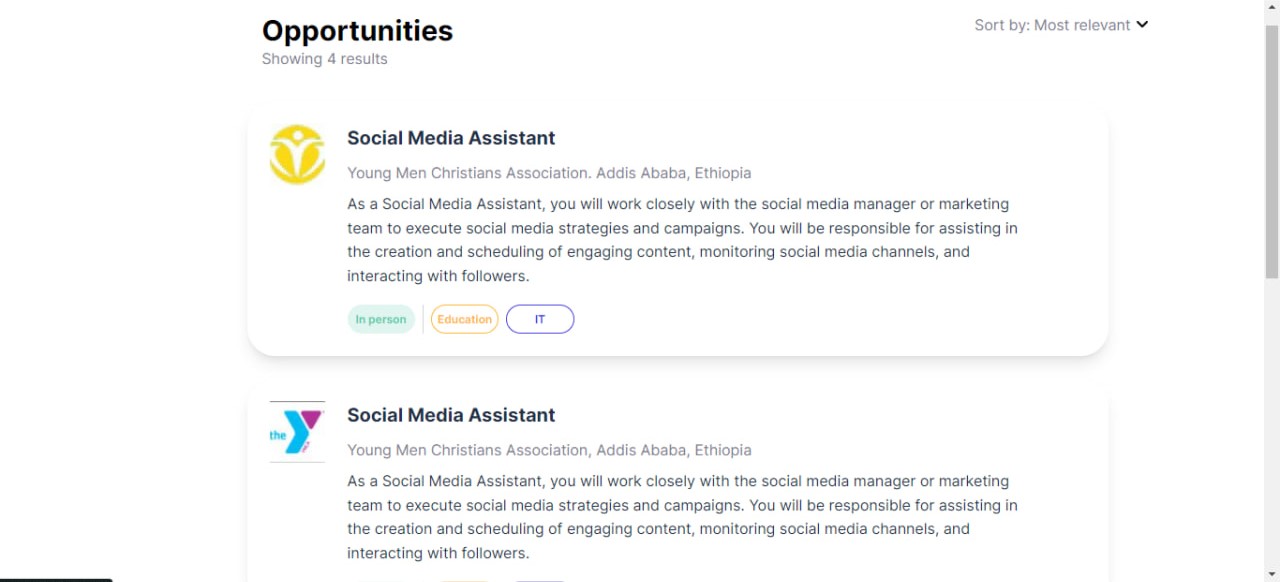 Opportunities
Sort by: Most relevant
Showing 4 results
Social Media Assistant
Young Men Christians Association. Addis Ababa, Ethiopia
As a Social Media Assistant, you will work closely with the social media manager or marketing
team to execute social media strategies and campaigns. You will be responsible for assisting in
the creation and scheduling of engaging content, monitoring social media channels, and
interacting with followers.
In person
Education
IT
the
Social Media Assistant
Young Men Christians Association, Addis Ababa, Ethiopia
As a Social Media Assistant, you will work closely with the social media manager or marketing
team to execute social media strategies and campaigns. You will be responsible for assisting in
the creation and scheduling of engaging content, monitoring social media channels, and
interacting with followers.